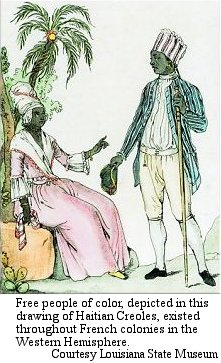 Free people of color, depicted in this
drawing of Haitian Creoles, existed
throughout French colonies in the
Western Hemisphere.
Courtesy Louisiana State Museum